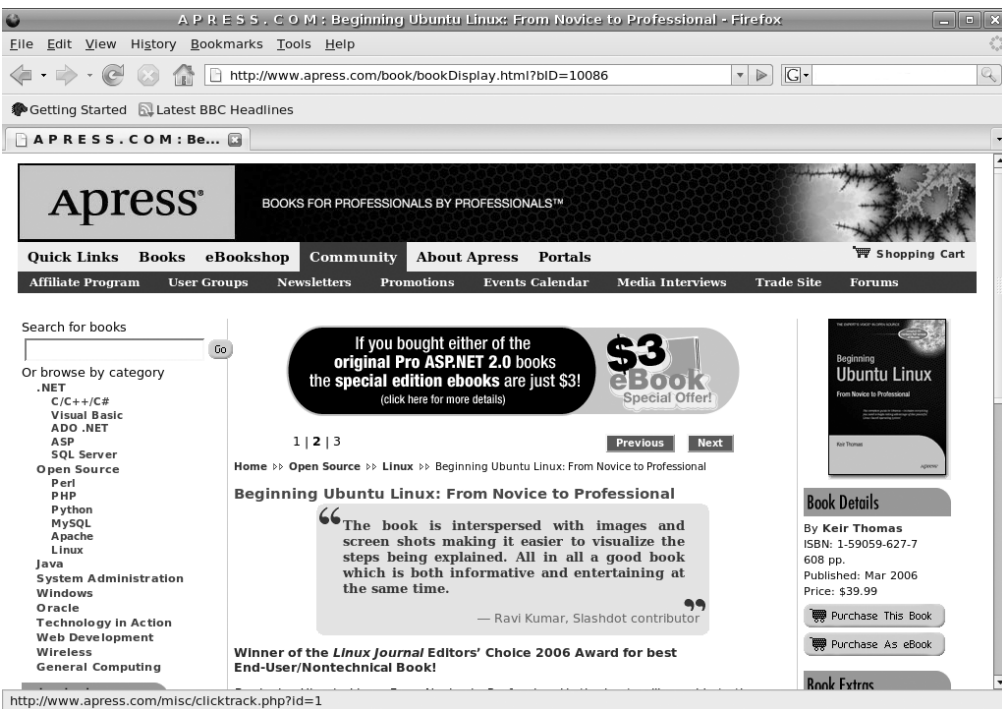 A P R E S S . C O M : Beginning Ubuntu Linux: From Novice to Professional - Firefox
File Edit View History Bookmarks Tools Help
http://www.apress.com/book/bookDisplay.html?bID=10086
G
Getting Started Latest BBC Headlines
A P R E S S . C O M : Be...
Apress®
BOOKS FOR PROFESSIONALS BY PROFESSIONALS™
Quick Links Books eBookshop Community About Apress Portals Shopping Cart
Affiliate Program User Groups Newsletters Promotions Events Calendar Media Interviews Trade Site Forums
Search for books
Go
Or browse by category
.NET
C/C++/C#
Visual Basic
ADO .NET
ASP
SQL Server
Open Source
Perl
PHP
Python
MySQL
Apache
Linux
Java
System Administration
Windows
Oracle
Technology in Action
Web Development
Wireless
General Computing
If you bought either of the
original Pro ASP.NET 2.0 books
the special edition ebooks are just $3!
(click here for more details)
$3
eBook
Special Offer!
1 | 2 | 3
Previous Next
Home ▷▷ Open Source ▷▷ Linux ▷▷ Beginning Ubuntu Linux: From Novice to Professional
Beginning Ubuntu Linux: From Novice to Professional
“The book is interspersed with images and
screen shots making it easier to visualize the
steps being explained. All in all a good book
which is both informative and entertaining at
the same time.
”
— Ravi Kumar, Slashdot contributor
Winner of the Linux Journal Editors' Choice 2006 Award for best
End-User/Nontechnical Book!
Beginning
Ubuntu Linux
From Novice to Professional
Keir Thomas
Apress
Book Details
By Keir Thomas
ISBN: 1-59059-627-7
608 pp.
Published: Mar 2006
Price: $39.99
Purchase This Book
Purchase As eBook
Book Extras
http://www.apress.com/misc/clicktrack.php?id=1